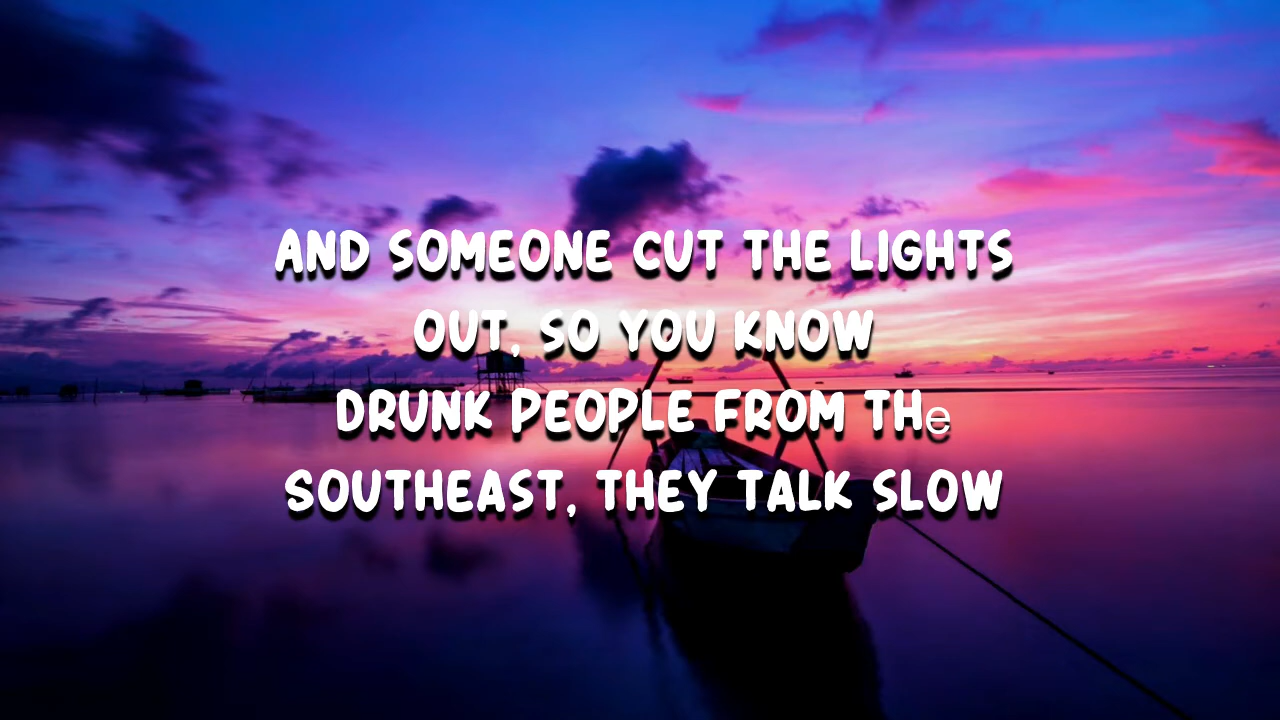 AND SOMEONE CUT THE LIGHTS
OUT, SO YOU KNOW
DRUNK PEOPLE FROM THe
SOUTHEAST, THEY TALK SLOW